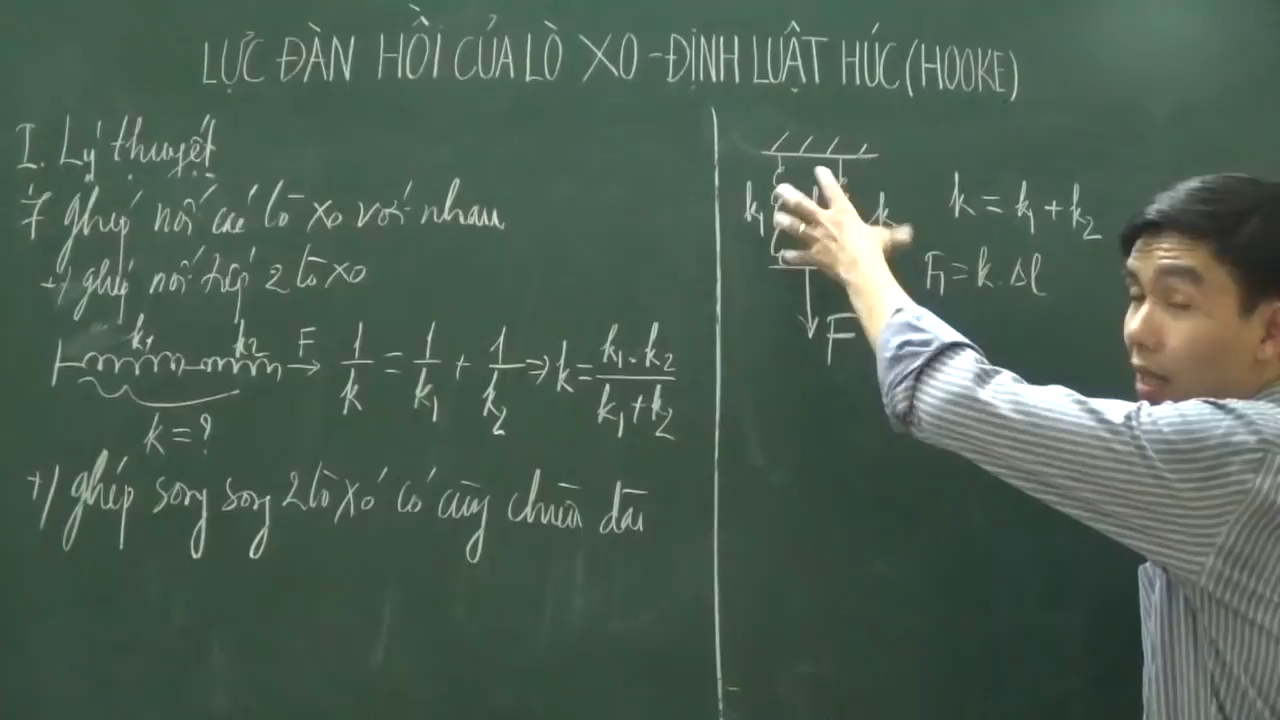 LỰC ĐÀN HỒI CỦA LÒ XO - ĐỊNH LUẬT HÚC (HOOKE)
I. Lý thuyết
* ghép nối các lò xo với nhau
+) ghép nối tiếp 2 lò xo
k₁ k₂ F
1/k = 1/k₁ + 1/k₂ → k = k₁.k₂/k₁+k₂
k = ?
+) ghép song song 2 lò xó có cùng chiều dài
k₁ k
F
k = k₁ + k₂
F₁ = k.Δl